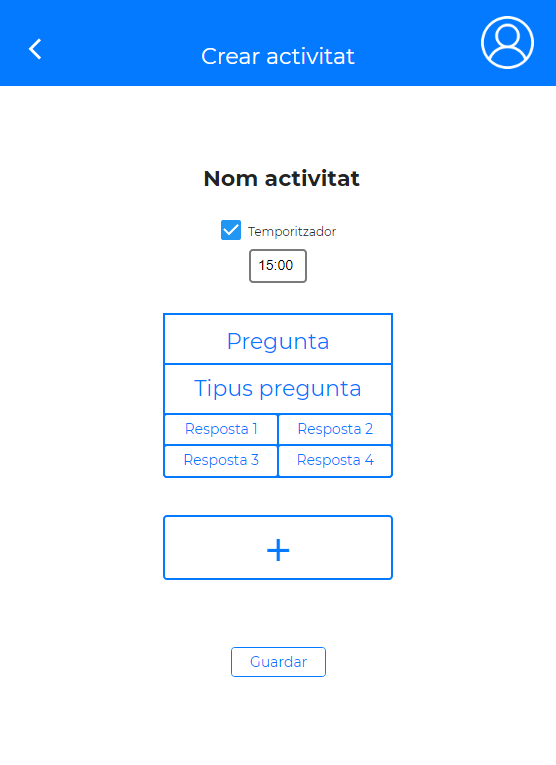 Crear activitat
Nom activitat
Temporitzador
15:00
Pregunta
Tipus pregunta
Resposta 1 Resposta 2
Resposta 3 Resposta 4
+
Guardar